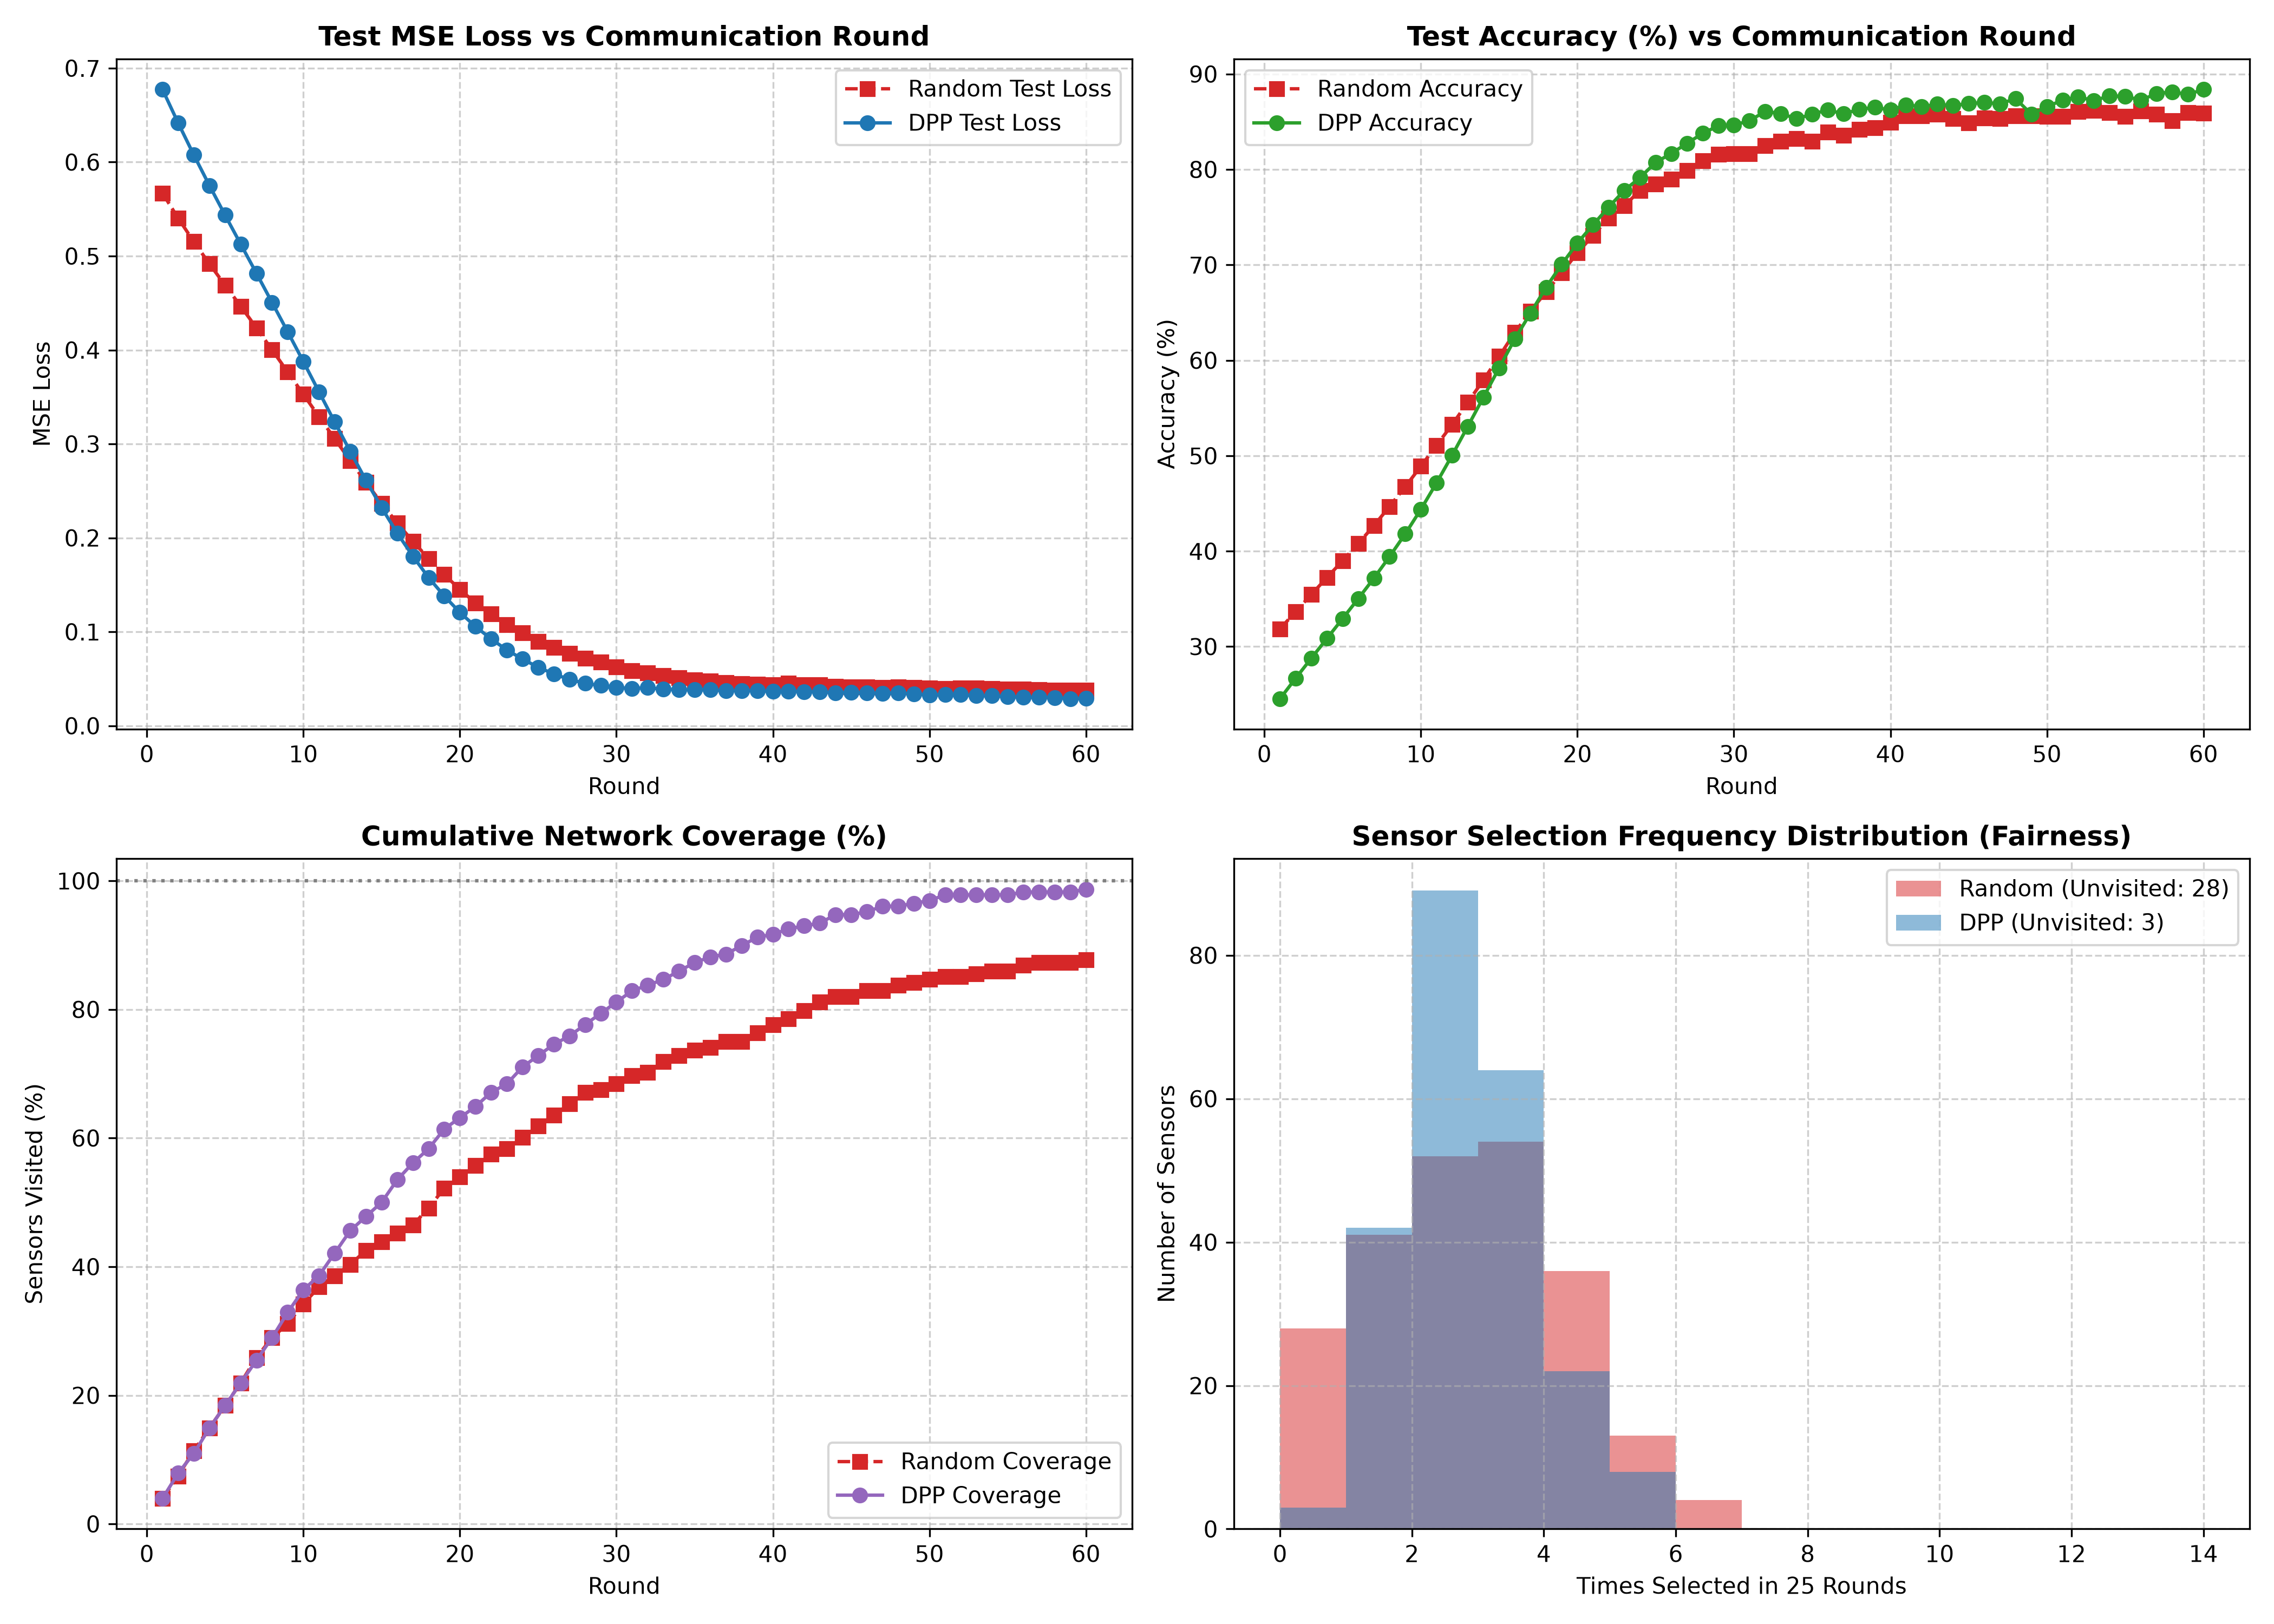 Test MSE Loss vs Communication Round
Random Test Loss
DPP Test Loss
MSE Loss
0.7
0.6
0.5
0.4
0.3
0.2
0.1
0.0
0 10 20 30 40 50 60
Round
Test Accuracy (%) vs Communication Round
Random Accuracy
DPP Accuracy
Accuracy (%)
90
80
70
60
50
40
30
0 10 20 30 40 50 60
Round
Cumulative Network Coverage (%)
Sensors Visited (%)
100
80
60
40
20
0
Random Coverage
DPP Coverage
0 10 20 30 40 50 60
Round
Sensor Selection Frequency Distribution (Fairness)
Random (Unvisited: 28)
DPP (Unvisited: 3)
Number of Sensors
80
60
40
20
0
0 2 4 6 8 10 12 14
Times Selected in 25 Rounds